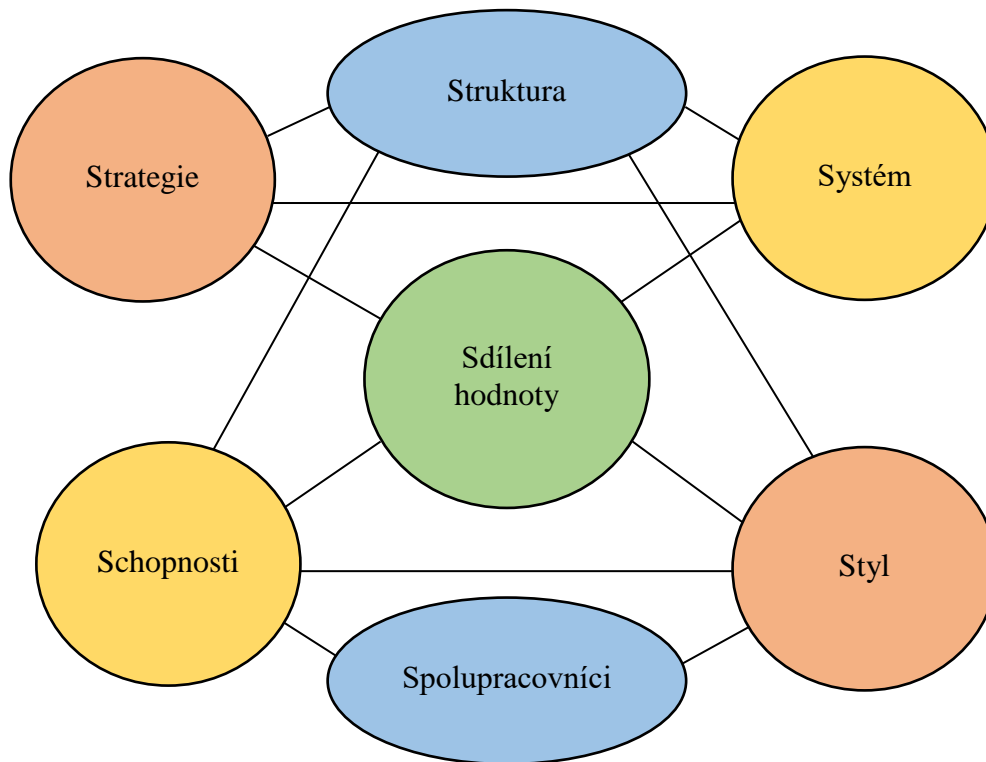 Struktura
Strategie
Systém
Sdílení
hodnoty
Schopnosti
Styl
Spolupracovníci